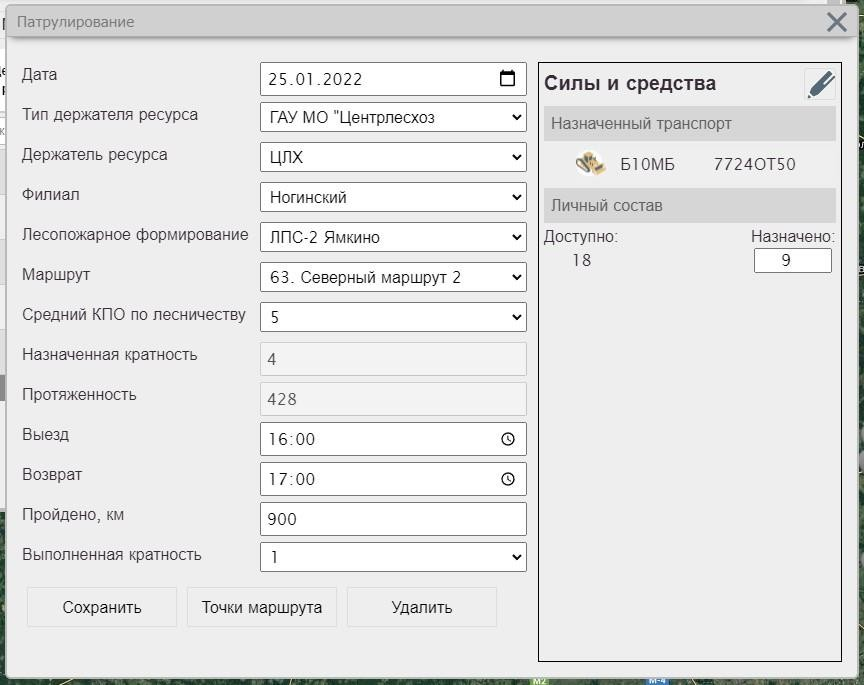 Патрулирование
Дата
25.01.2022
Тип держателя ресурса
ГАУ МО "Центрлесхоз
Держатель ресурса
ЦЛХ
Филиал
Ногинский
Лесопожарное формирование
ЛПС-2 Ямкино
Маршрут
63. Северный маршрут 2
Средний КПО по лесничеству
5
Назначенная кратность
4
Протяженность
428
Выезд
16:00
Возврат
17:00
Пройдено, км
900
Выполненная кратность
1
Сохранить
Точки маршрута
Удалить
Силы и средства
Назначенный транспорт
Б10МБ 7724ОТ50
Личный состав
Доступно: Назначено:
18 9
M2
M-4